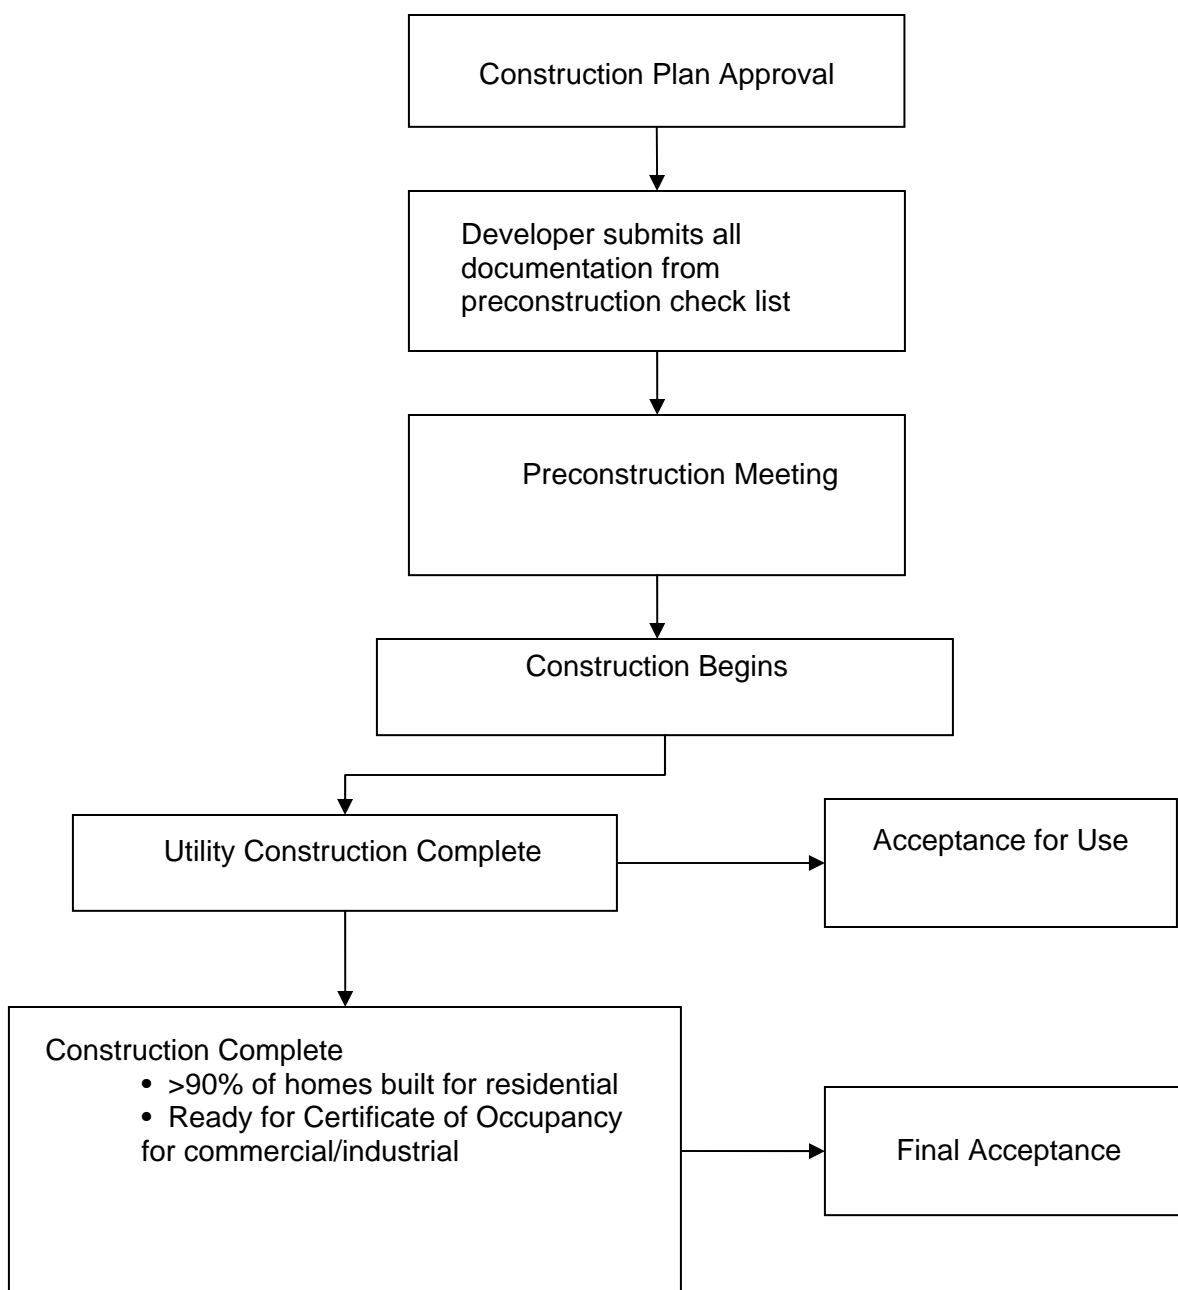 Construction Plan Approval
Developer submits all
documentation from
preconstruction check list
Preconstruction Meeting
Construction Begins
Utility Construction Complete
Acceptance for Use
Construction Complete
• >90% of homes built for residential
• Ready for Certificate of Occupancy
for commercial/industrial
Final Acceptance